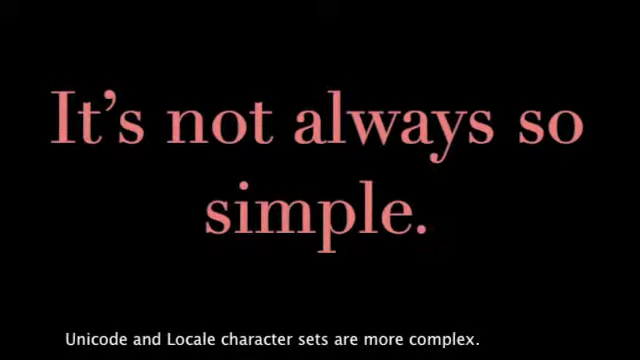 It’s not always so
simple.
Unicode and Locale character sets are more complex.